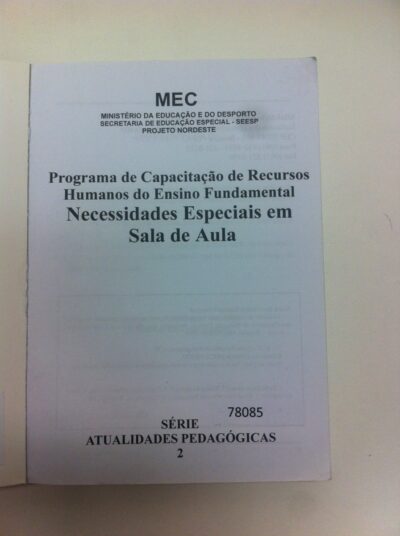 MEC
MINISTÉRIO DA EDUCAÇÃO E DO DESPORTO
SECRETARIA DE EDUCAÇÃO ESPECIAL - SEESP
PROJETO NORDESTE
Programa de Capacitação de Recursos
Humanos do Ensino Fundamental
Necessidades Especiais em
Sala de Aula
78085
SÉRIE
ATUALIDADES PEDAGÓGICAS
2